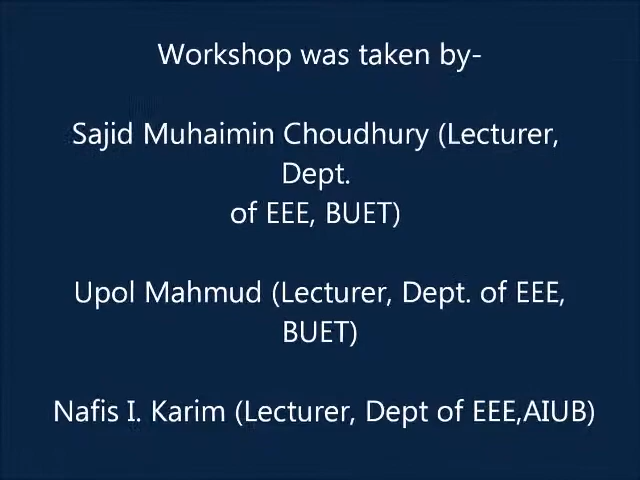 Workshop was taken by-
Sajid Muhaimin Choudhury (Lecturer,
Dept.
of EEE, BUET)
Upol Mahmud (Lecturer, Dept. of EEE,
BUET)
Nafis I. Karim (Lecturer, Dept of EEE,AIUB)